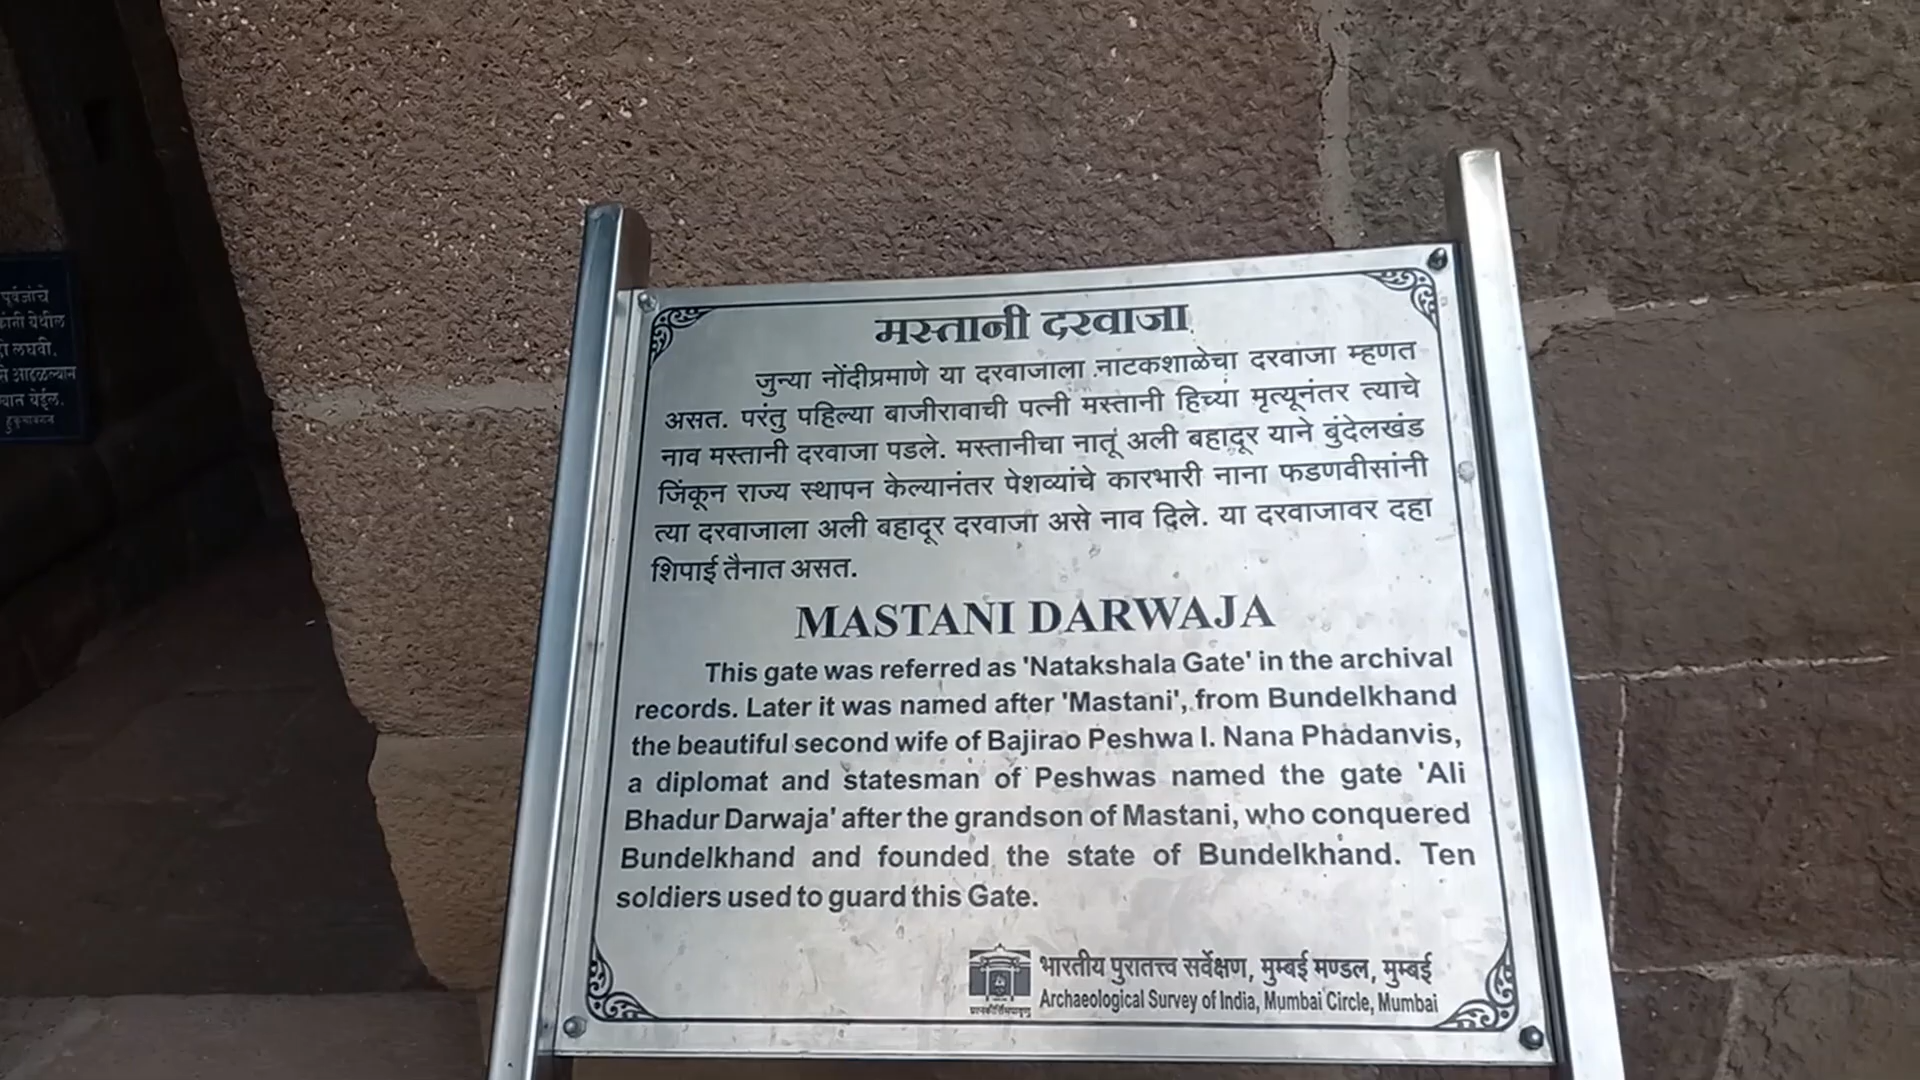 पूर्वजांचे
येथील
लघवी.
आढळल्यास
येईल.
मस्तानी दरवाजा
जुन्या नोंदीप्रमाणे या दरवाजाला नाटकशाळेचा दरवाजा म्हणत
असत. परंतु पहिल्या बाजीरावाची पत्नी मस्तानी हिच्या मृत्यूनंतर त्याचे
नाव मस्तानी दरवाजा पडले. मस्तानीचा नातू अली बहादूर याने बुंदेलखंड
जिंकून राज्य स्थापन केल्यानंतर पेशव्यांचे कारभारी नाना फडणवीसांनी
त्या दरवाजाला अली बहादूर दरवाजा असे नाव दिले. या दरवाजावर दहा
शिपाई तैनात असत.
MASTANI DARWAJA
This gate was referred as 'Natakshala Gate' in the archival
records. Later it was named after 'Mastani', from Bundelkhand
the beautiful second wife of Bajirao Peshwa I. Nana Phadanvis,
a diplomat and statesman of Peshwas named the gate 'Ali
Bhadur Darwaja' after the grandson of Mastani, who conquered
Bundelkhand and founded the state of Bundelkhand. Ten
soldiers used to guard this Gate.
भारतीय पुरातत्त्व सर्वेक्षण, मुम्बई मण्डल, मुम्बई
Archaeological Survey of India, Mumbai Circle, Mumbai